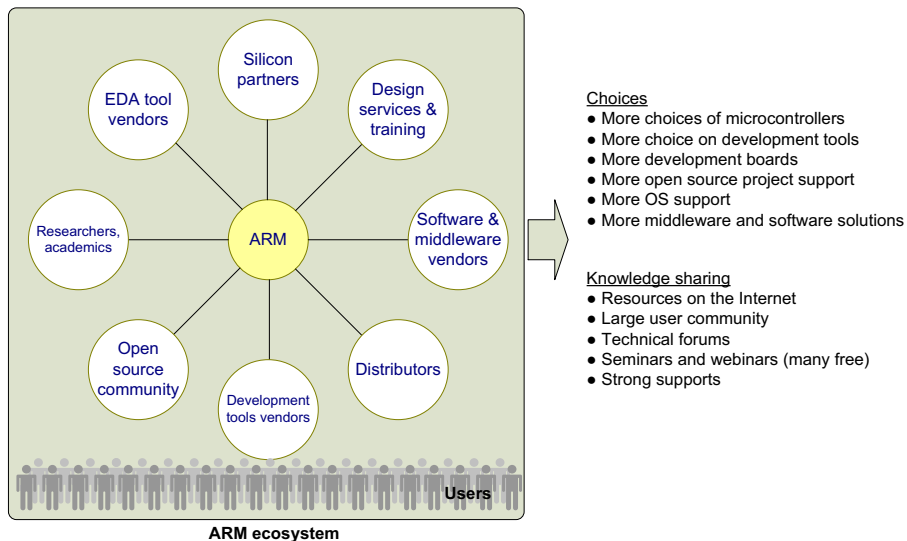 Silicon
partners
EDA tool
vendors
Design
services &
training
Researchers,
academics
ARM
Software &
middleware
vendors
Open
source
community
Development
tools vendors
Distributors
Users
ARM ecosystem
Choices
● More choices of microcontrollers
● More choice on development tools
● More development boards
● More open source project support
● More OS support
● More middleware and software solutions
Knowledge sharing
● Resources on the Internet
● Large user community
● Technical forums
● Seminars and webinars (many free)
● Strong supports